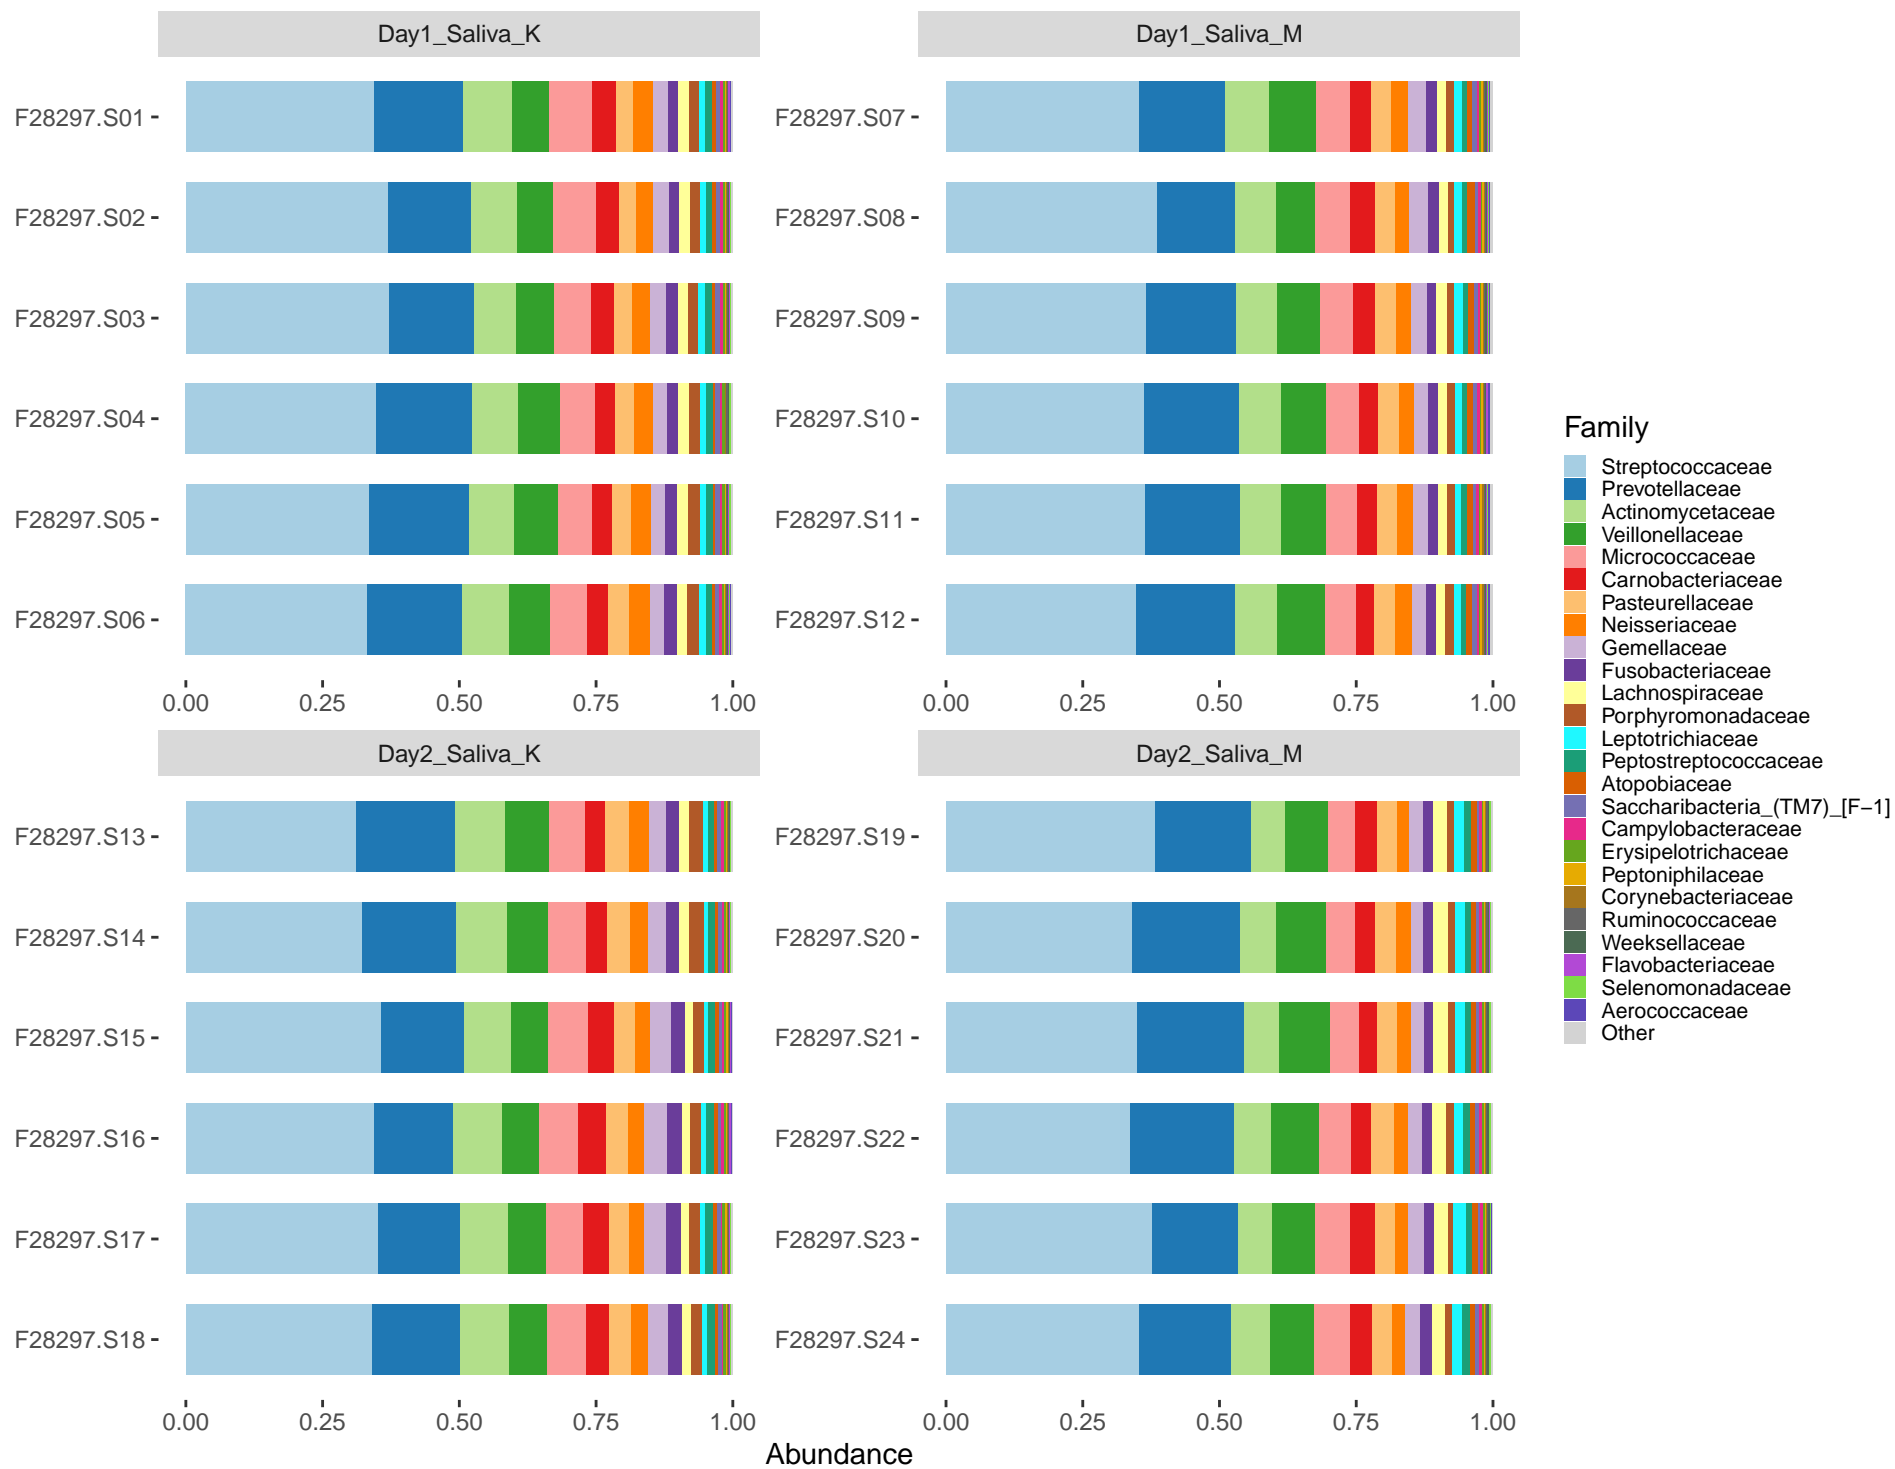 Day1_Saliva_K
F28297.S01
F28297.S02
F28297.S03
F28297.S04
F28297.S05
F28297.S06
0.00 0.25 0.50 0.75 1.00
Day1_Saliva_M
F28297.S07
F28297.S08
F28297.S09
F28297.S10
F28297.S11
F28297.S12
0.00 0.25 0.50 0.75 1.00
Day2_Saliva_K
F28297.S13
F28297.S14
F28297.S15
F28297.S16
F28297.S17
F28297.S18
0.00 0.25 0.50 0.75 1.00
Day2_Saliva_M
F28297.S19
F28297.S20
F28297.S21
F28297.S22
F28297.S23
F28297.S24
0.00 0.25 0.50 0.75 1.00
Abundance
Family
Streptococcaceae
Prevotellaceae
Actinomycetaceae
Veillonellaceae
Micrococcaceae
Carnobacteriaceae
Pasteurellaceae
Neisseriaceae
Gemellaceae
Fusobacteriaceae
Lachnospiraceae
Porphyromonadaceae
Leptotrichiaceae
Peptostreptococcaceae
Atopobiaceae
Saccharibacteria_(TM7)_[F−1]
Campylobacteraceae
Erysipelotrichaceae
Peptoniphilaceae
Corynebacteriaceae
Ruminococcaceae
Weeksellaceae
Flavobacteriaceae
Selenomonadaceae
Aerococcaceae
Other